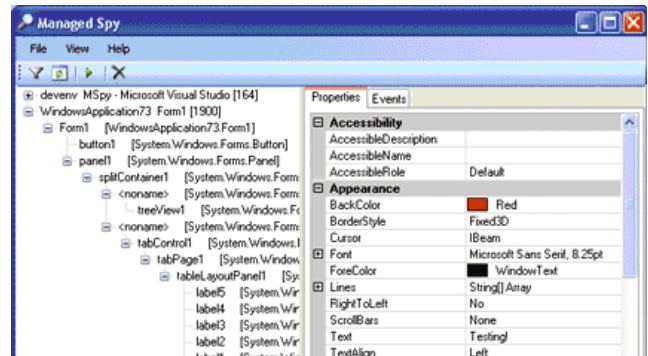 Managed Spy
File View Help
devenv MSpy - Microsoft Visual Studio [164]
WindowsApplication73 Form1 [1900]
Form1 [WindowsApplication73.Form1]
button1 [System.Windows.Forms.Button]
panel1 [System.Windows.Forms.Panel]
splitContainer1 [System.Windows.Form
<noname> [System.Windows.Form
treeView1 [System.Windows.Fo
<noname> [System.Windows.Form
tabControl1 [System.Windows.
tabPage1 [System.Window
tableLayoutPanel1 [Sy
label5 [System.Wir
label4 [System.Wir
label3 [System.Wir
label2 [System.Wir
Properties Events
Accessibility
AccessibleDescription
AccessibleName
AccessibleRole Default
Appearance
BackColor Red
BorderStyle Fixed3D
Cursor IBeam
Font Microsoft Sans Serif, 8.25pt
ForeColor WindowText
Lines String[] Array
RightToLeft No
ScrollBars None
Text Testing!
TextAlign Left